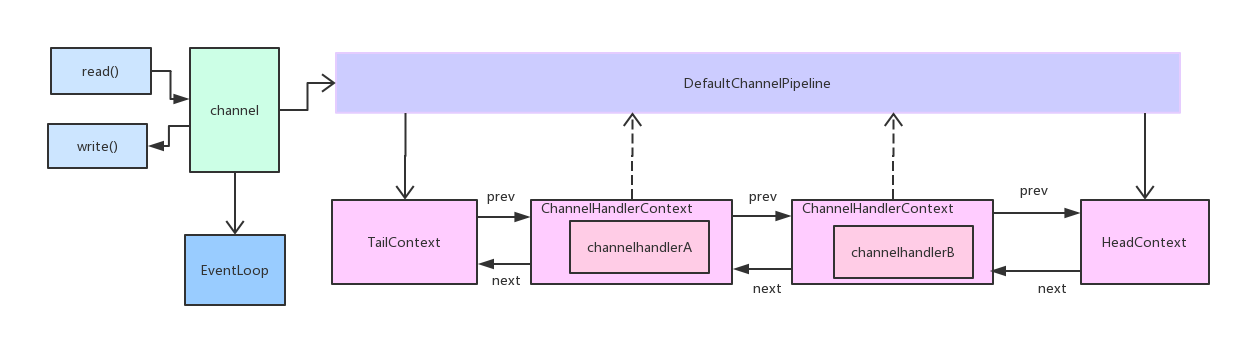 read()
channel
write()
EventLoop
DefaultChannelPipeline
TailContext
prev
next
ChannelHandlerContext
channelhandlerA
prev
next
ChannelHandlerContext
channelhandlerB
prev
next
HeadContext